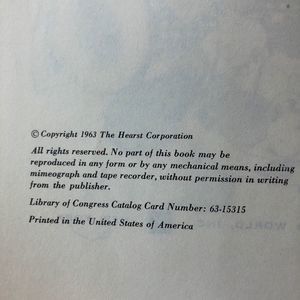 © Copyright 1963 The Hearst Corporation
All rights reserved. No part of this book may be
reproduced in any form or by any mechanical means, including
mimeograph and tape recorder, without permission in writing
from the publisher.
Library of Congress Catalog Card Number: 63-15315
Printed in the United States of America
WORLD, INC